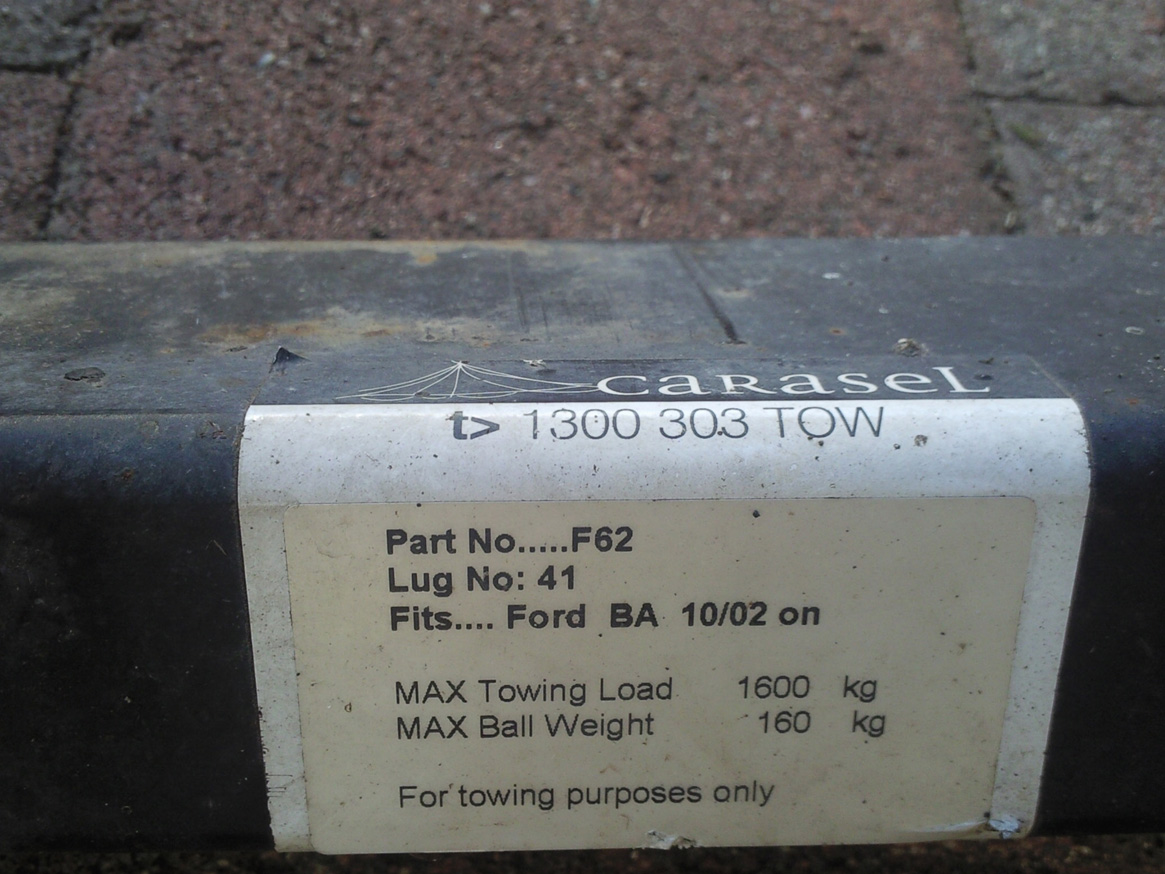 caRaseL
t> 1300 303 TOW
Part No.....F62
Lug No: 41
Fits.... Ford BA 10/02 on
MAX Towing Load 1600 kg
MAX Ball Weight 160 kg
For towing purposes only